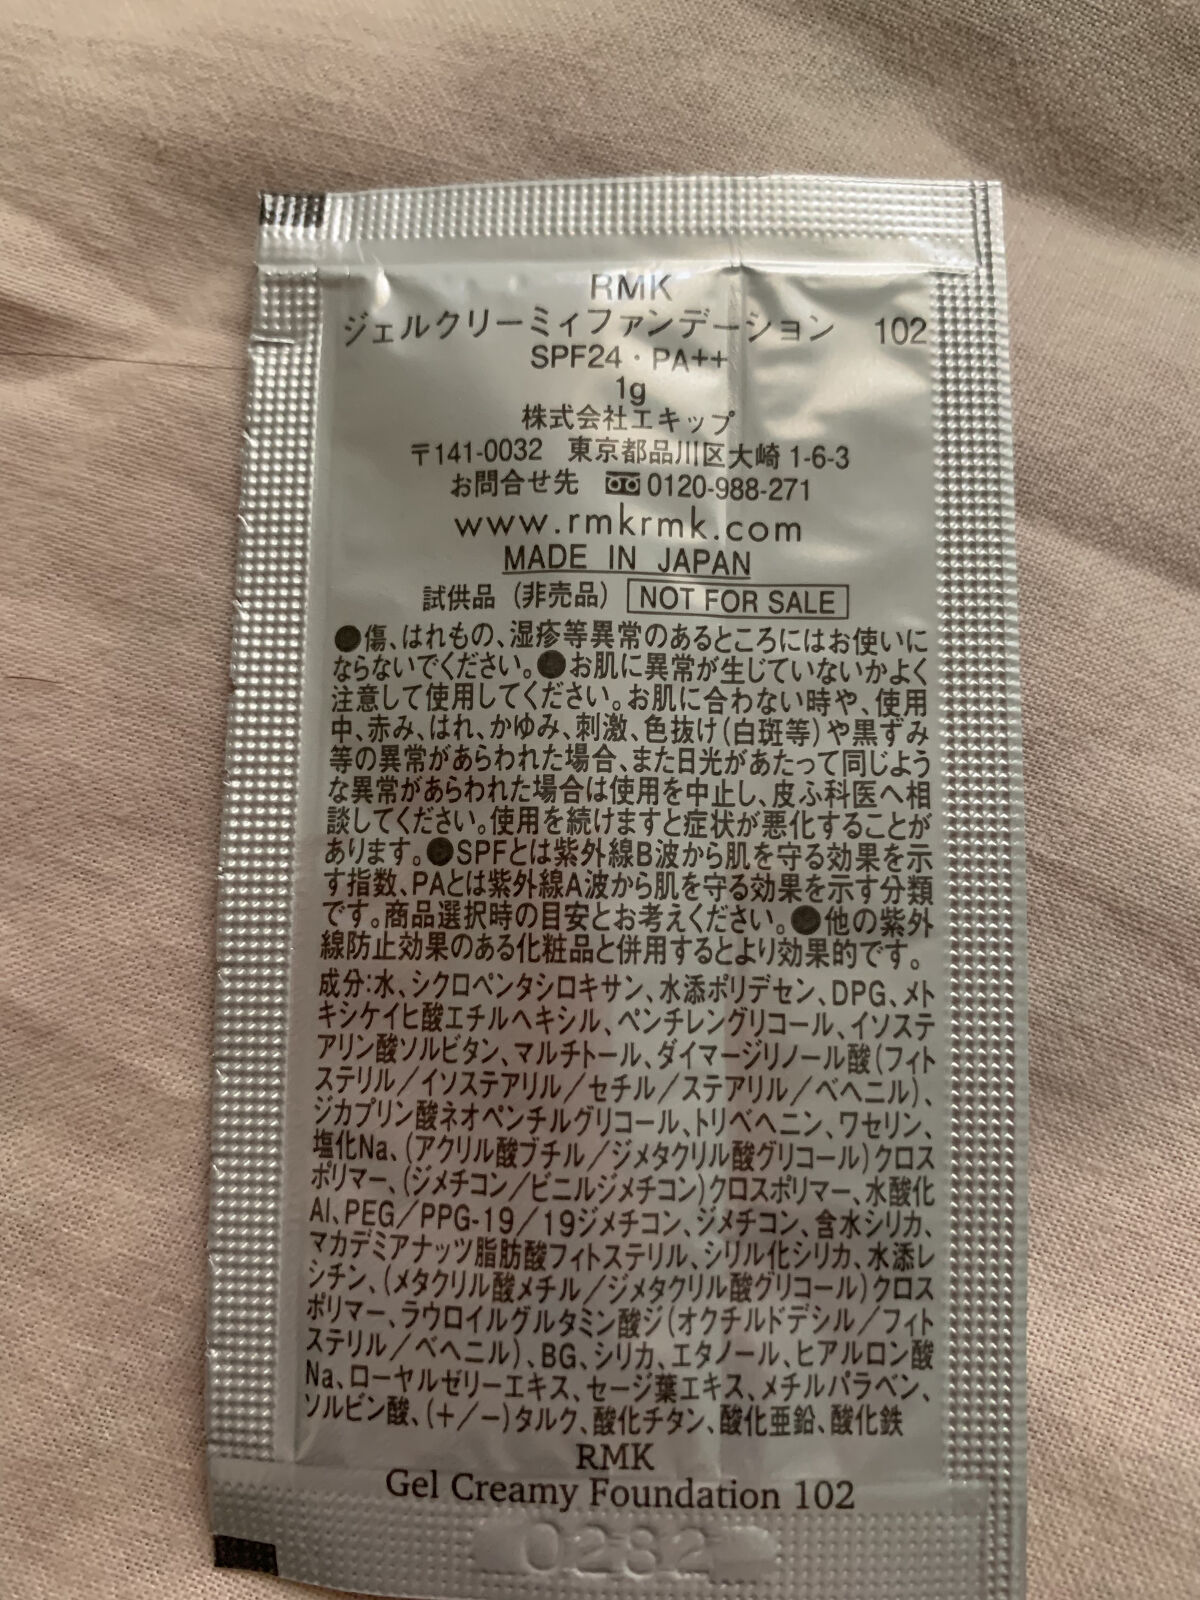 RMK
ジェルクリーミィファンデーション 102
SPF24・PA++
1g
株式会社エキップ
〒141-0032 東京都品川区大崎1-6-3
お問合せ先 0120-988-271
www.rmkrmk.com
MADE IN JAPAN
試供品（非売品） NOT FOR SALE
●傷、はれもの、湿疹等異常のあるところにはお使いに
ならないでください。●お肌に異常が生じていないかよく
注意して使用してください。お肌に合わない時や、使用
中、赤み、はれ、かゆみ、刺激、色抜け(白斑等)や黒ずみ
等の異常があらわれた場合、また日光があたって同じよう
な異常があらわれた場合は使用を中止し、皮ふ科医へ相
談してください。使用を続けますと症状が悪化することが
あります。●SPFとは紫外線B波から肌を守る効果を示
す指数、PAとは紫外線A波から肌を守る効果を示す分類
です。商品選択時の目安とお考えください。●他の紫外
線防止効果のある化粧品と併用するとより効果的です。
成分:水、シクロペンタシロキサン、水添ポリデセン、DPG、メト
キシケイヒ酸エチルヘキシル、ペンチレングリコール、イソステ
アリン酸ソルビタン、マルチトール、ダイマージリノール酸(フィト
ステリル／イソステアリル／セチル／ステアリル／ベヘニル)、
ジカプリン酸ネオペンチルグリコール、トリベヘニン、ワセリン、
塩化Na、(アクリル酸ブチル／ジメタクリル酸グリコール)クロス
ポリマー、(ジメチコン／ビニルジメチコン)クロスポリマー、水酸化
Al、PEG／PPG-19／19ジメチコン、ジメチコン、含水シリカ、
マカデミアナッツ脂肪酸フィトステリル、シリル化シリカ、水添レ
シチン、(メタクリル酸メチル／ジメタクリル酸グリコール)クロス
ポリマー、ラウロイルグルタミン酸ジ(オクチルドデシル／フィト
ステリル／ベヘニル)、BG、シリカ、エタノール、ヒアルロン酸
Na、ローヤルゼリーエキス、セージ葉エキス、メチルパラベン、
ソルビン酸、(+／−)タルク、酸化チタン、酸化亜鉛、酸化鉄
RMK
Gel Creamy Foundation 102
0282